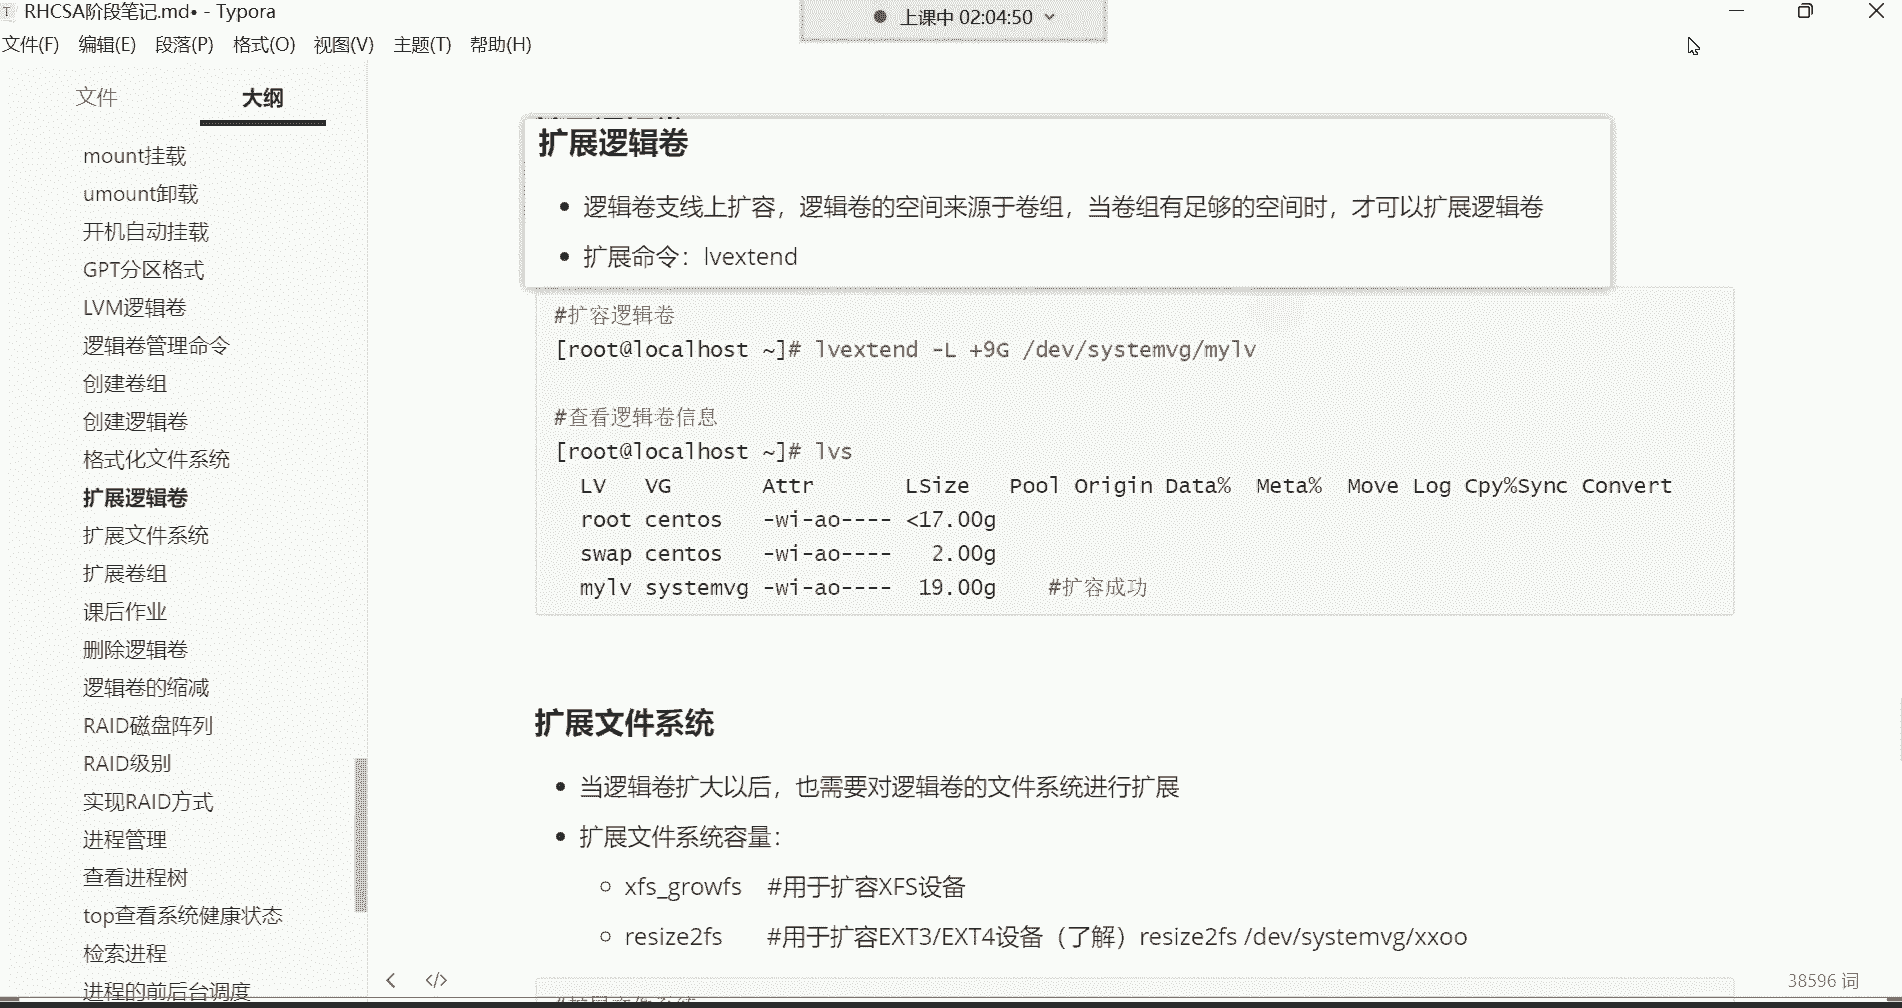 RHCSA阶段笔记.md• - Typora
上课中 02:04:50
文件(F) 编辑(E) 段落(P) 格式(O) 视图(V) 主题(T) 帮助(H)
文件 大纲
mount挂载
umount卸载
开机自动挂载
GPT分区格式
LVM逻辑卷
逻辑卷管理命令
创建卷组
创建逻辑卷
格式化文件系统
扩展逻辑卷
扩展文件系统
扩展卷组
课后作业
删除逻辑卷
逻辑卷的缩减
RAID磁盘阵列
RAID级别
实现RAID方式
进程管理
查看进程树
top查看系统健康状态
检索进程
进程的前后台调度
扩展逻辑卷
• 逻辑卷支线上扩容，逻辑卷的空间来源于卷组，当卷组有足够的空间时，才可以扩展逻辑卷
• 扩展命令：lvextend
#扩容逻辑卷
[root@localhost ~]# lvextend -L +9G /dev/systemvg/mylv
#查看逻辑卷信息
[root@localhost ~]# lvs
LV VG Attr LSize Pool Origin Data% Meta% Move Log Cpy%Sync Convert
root centos -wi-ao---- <17.00g
swap centos -wi-ao---- 2.00g
mylv systemvg -wi-ao---- 19.00g #扩容成功
扩展文件系统
• 当逻辑卷扩大以后，也需要对逻辑卷的文件系统进行扩展
• 扩展文件系统容量：
xfs_growfs #用于扩容XFS设备
resize2fs #用于扩容EXT3/EXT4设备（了解）resize2fs /dev/systemvg/xxoo
38596 词